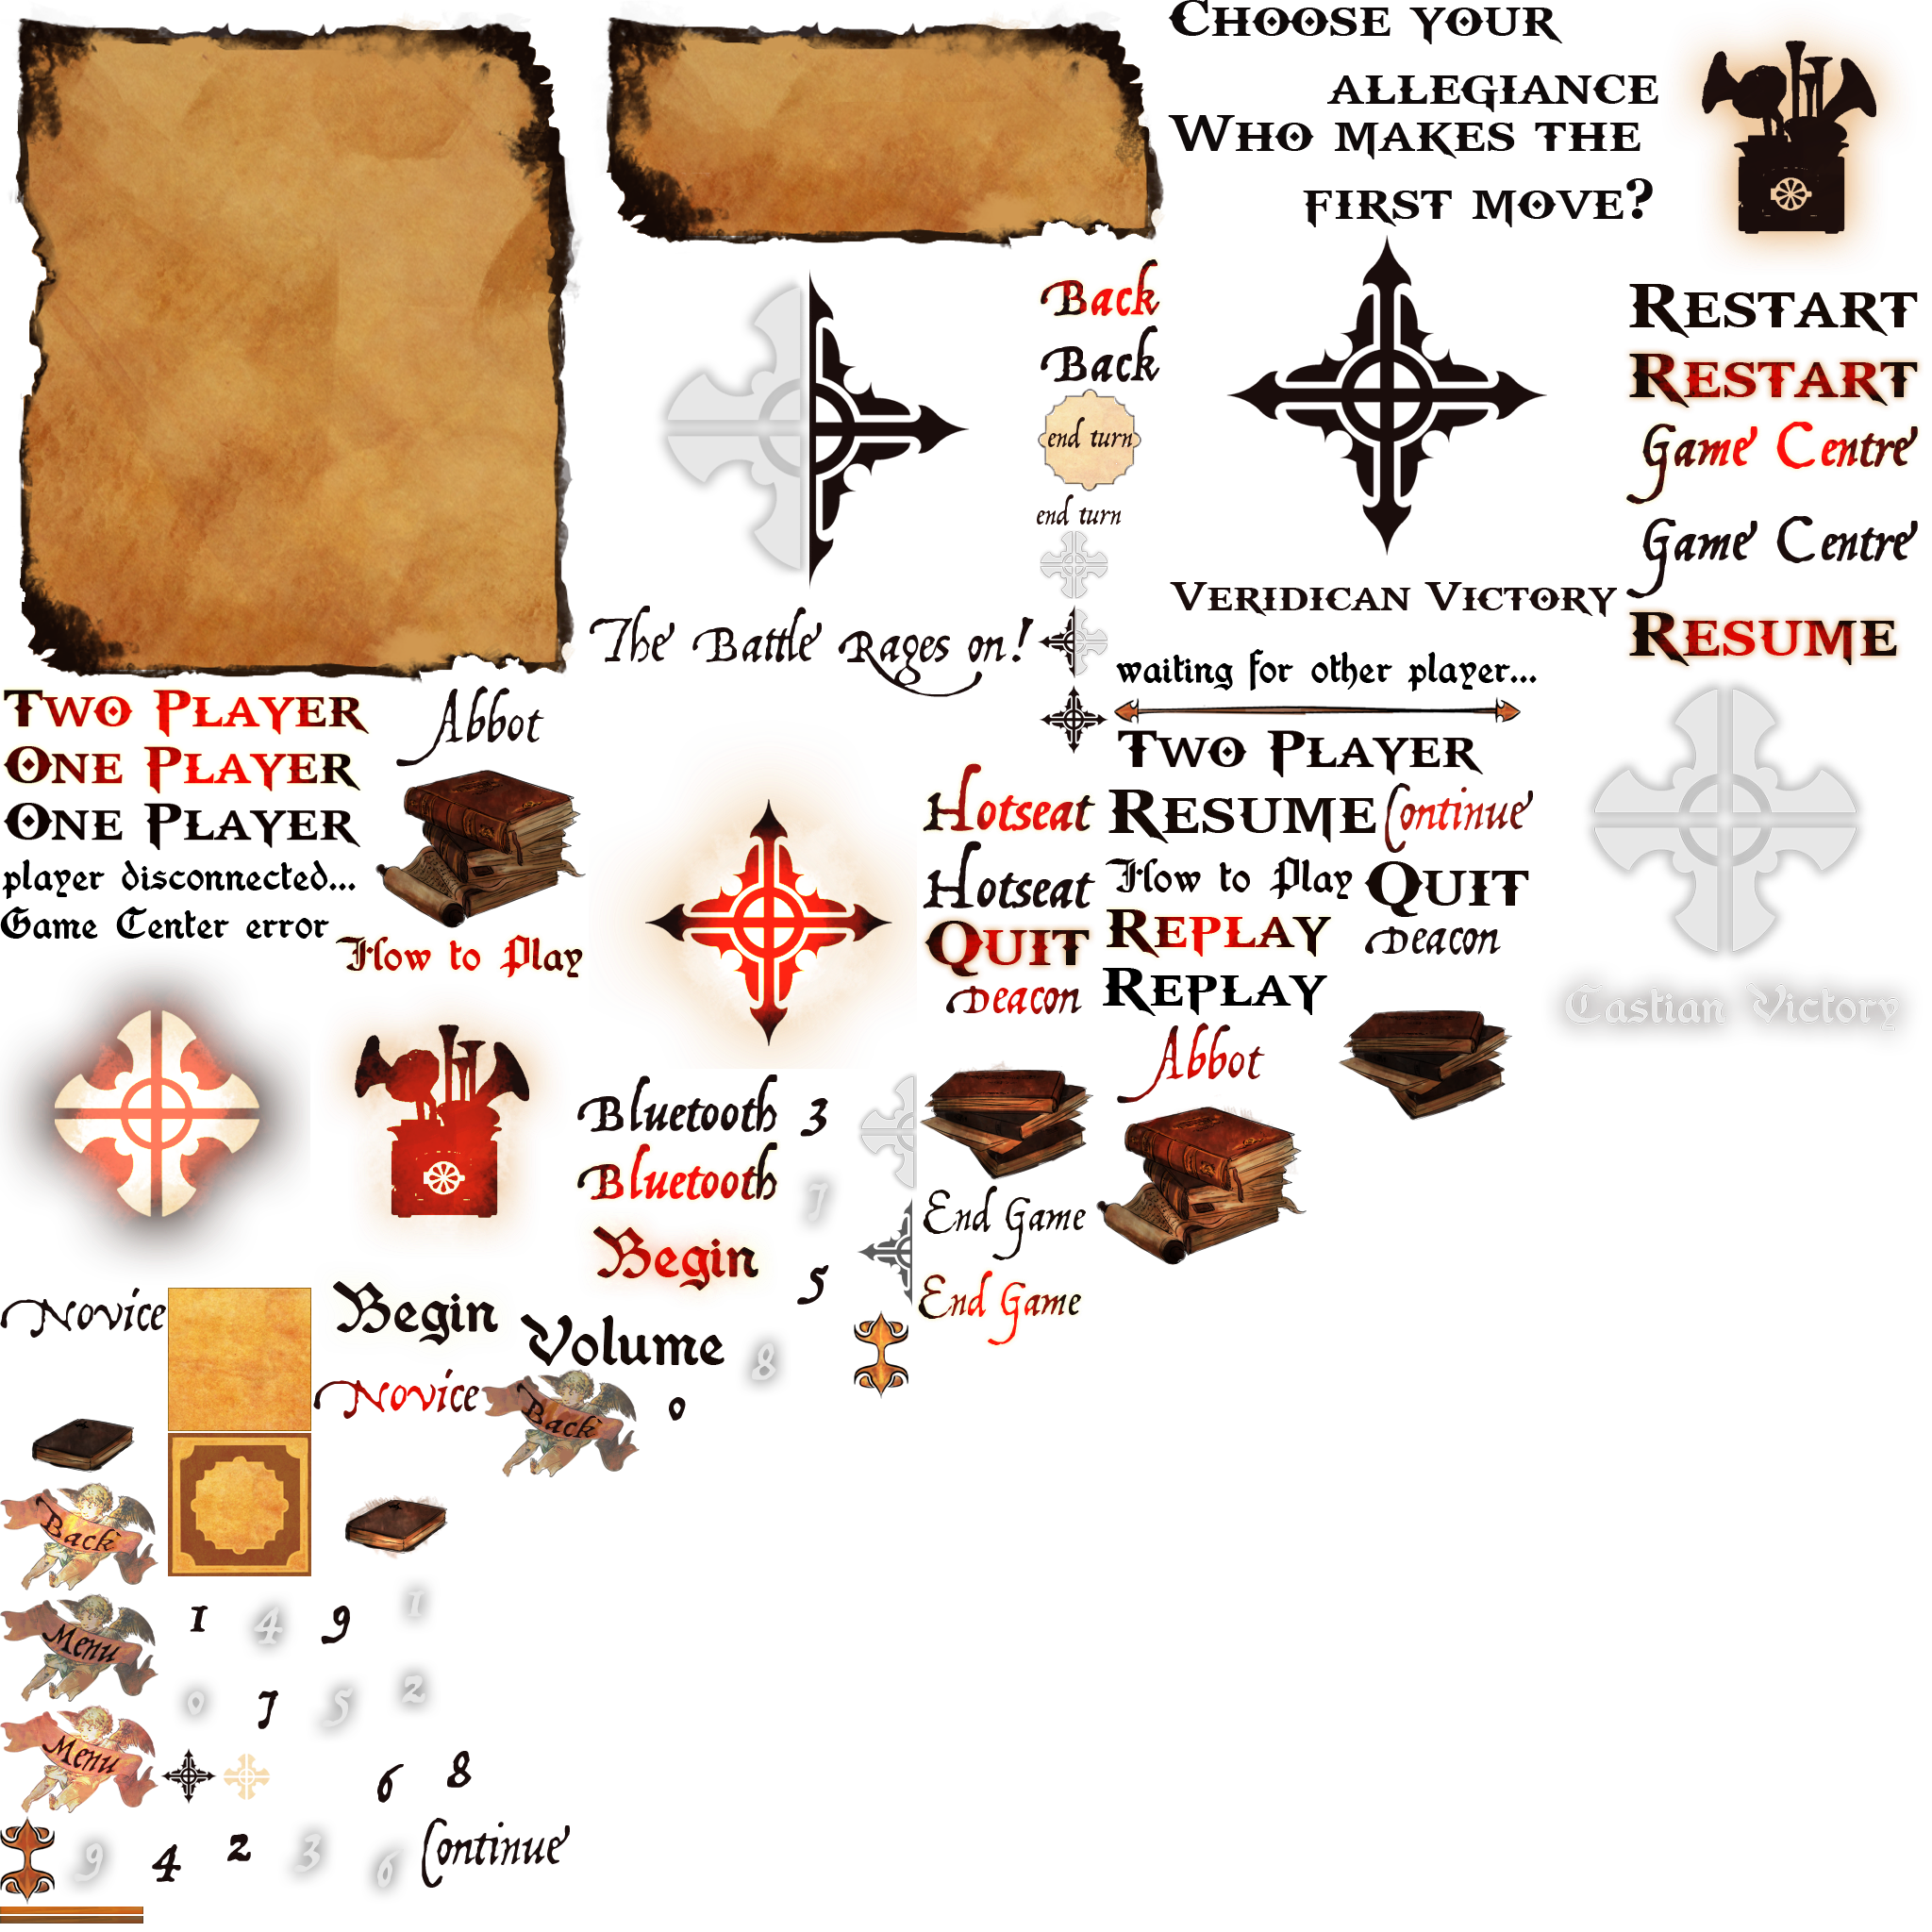 Choose your
allegiance
Who makes the
first move?
Back
Back
end turn
end turn
Restart
Restart
Game Centre
Game Centre
Resume
Veridican Victory
The Battle Rages on!
waiting for other player...
Two Player
One Player
One Player
player disconnected...
Game Center error
Abbot
How to Play
Hotseat
Hotseat
Quit
Deacon
Two Player
Resume
Continue
How to Play
Quit
Replay
Deacon
Replay
Castian Victory
Abbot
Bluetooth
3
Bluetooth
7
Begin
5
End Game
End Game
Novice
Begin
Volume
8
Novice
Back
0
Back
Menu
1
4
9
1
0
7
5
2
Menu
6
8
9
4
2
3
6
Continue